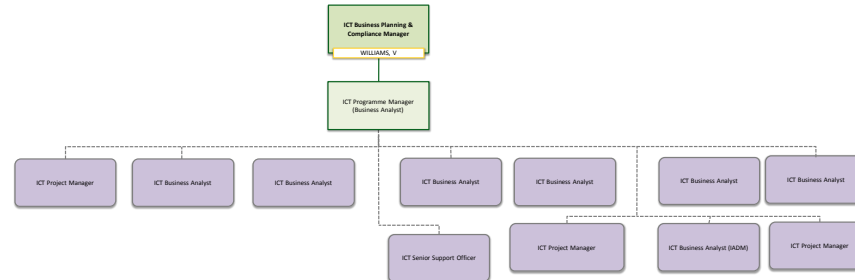 ICT Business Planning &
Compliance Manager
WILLIAMS, V
ICT Programme Manager
(Business Analyst)
ICT Project Manager
ICT Business Analyst
ICT Business Analyst
ICT Business Analyst
ICT Business Analyst
ICT Business Analyst
ICT Business Analyst
ICT Senior Support Officer
ICT Project Manager
ICT Business Analyst (IADM)
ICT Project Manager